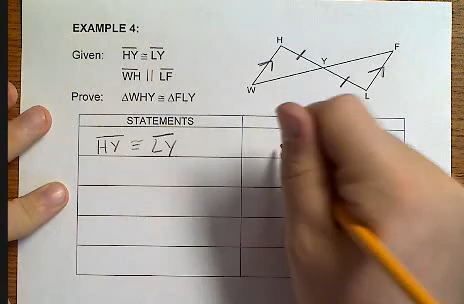 EXAMPLE 4:
Given: HY ≅ LY
WH || LF
Prove: ΔWHY ≅ ΔFLY
H
F
Y
W
L
STATEMENTS
HY ≅ LY